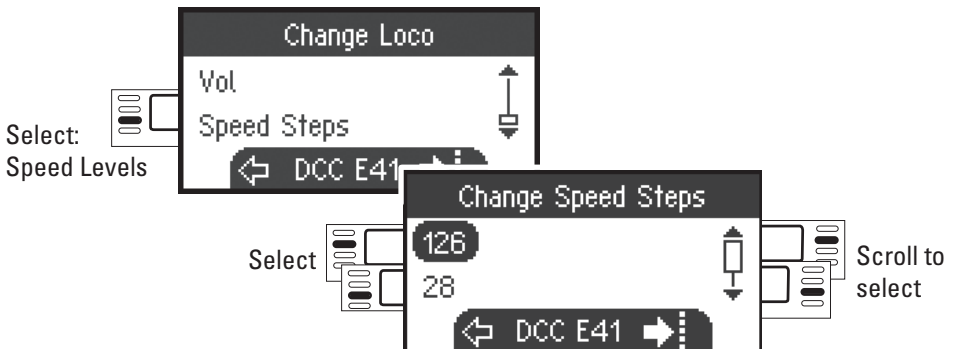 Change Loco
Vol
Speed Steps
DCC E41
Select:
Speed Levels
Change Speed Steps
126
28
DCC E41
Select
Scroll to
select